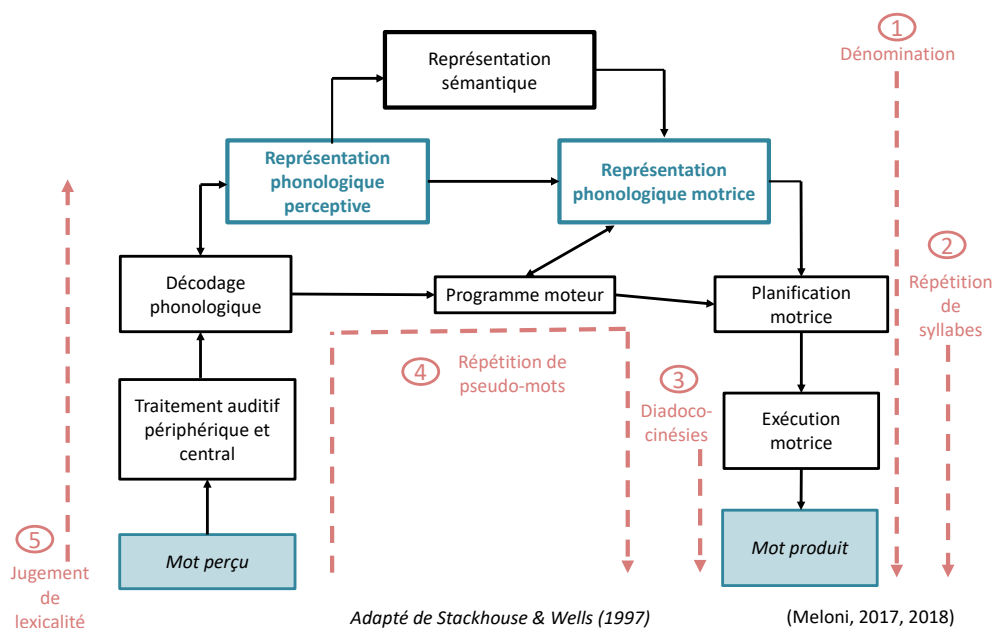 1
Dénomination
Représentation
sémantique
Représentation
phonologique
perceptive
Représentation
phonologique motrice
2
Répétition
de
syllabes
Décodage
phonologique
Programme moteur
Planification
motrice
4
Répétition de
pseudo-mots
3
Diadoco-
cinésies
Traitement auditif
périphérique et
central
Exécution
motrice
5
Jugement
de
lexicalité
Mot perçu
Mot produit
Adapté de Stackhouse & Wells (1997)
(Meloni, 2017, 2018)